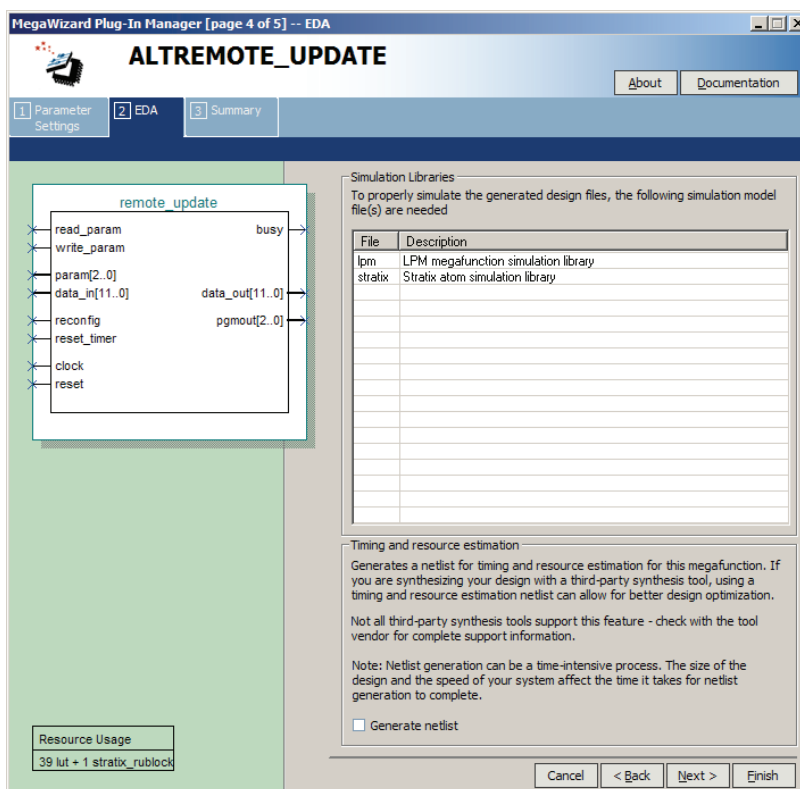 MegaWizard Plug-In Manager [page 4 of 5] -- EDA
ALTREMOTE_UPDATE
About
Documentation
1 Parameter
Settings
2 EDA
3 Summary
remote_update
read_param
busy
write_param
param[2..0]
data_in[11..0]
data_out[11..0]
reconfig
pgmout[2..0]
reset_timer
clock
reset
Resource Usage
39 lut + 1 stratix_rublock
Simulation Libraries
To properly simulate the generated design files, the following simulation model
file(s) are needed
File Description
lpm LPM megafunction simulation library
stratix Stratix atom simulation library
Timing and resource estimation
Generates a netlist for timing and resource estimation for this megafunction. If
you are synthesizing your design with a third-party synthesis tool, using a
timing and resource estimation netlist can allow for better design optimization.
Not all third-party synthesis tools support this feature - check with the tool
vendor for complete support information.
Note: Netlist generation can be a time-intensive process. The size of the
design and the speed of your system affect the time it takes for netlist
generation to complete.
Generate netlist
Cancel
< Back
Next >
Finish